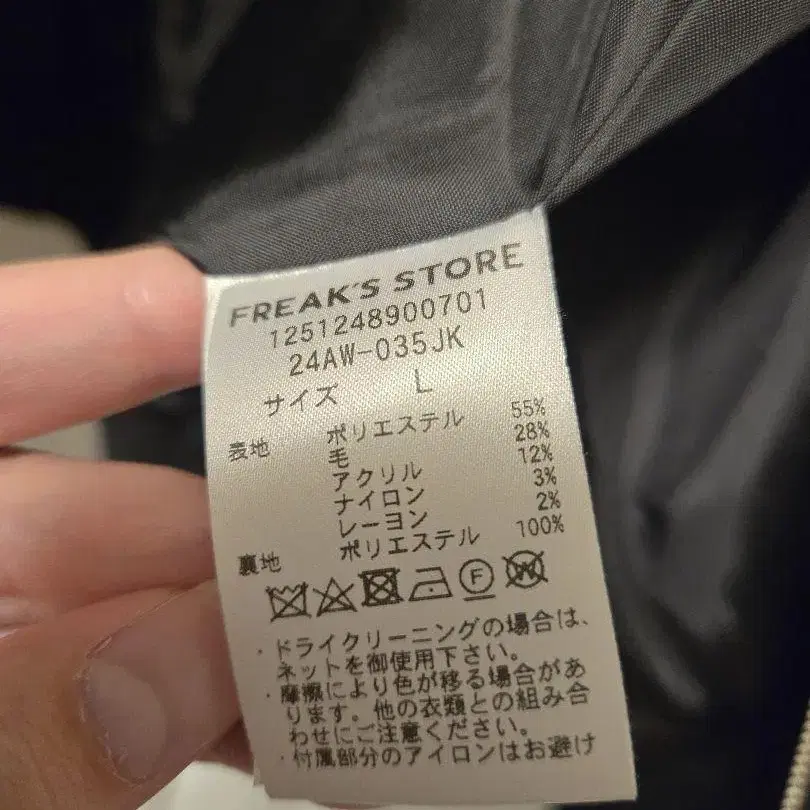 FREAK'S STORE
1251248900701
24AW-035JK
サイズ L
表地 ポリエステル 55%
毛 28%
アクリル 12%
ナイロン 3%
レーヨン 2%
裏地 ポリエステル 100%
F W
・ドライクリーニングの場合は、
ネットを御使用下さい。
・摩擦により色が移る場合があ
ります。他の衣類との組み合
わせにご注意ください。
・付属部分のアイロンはお避け